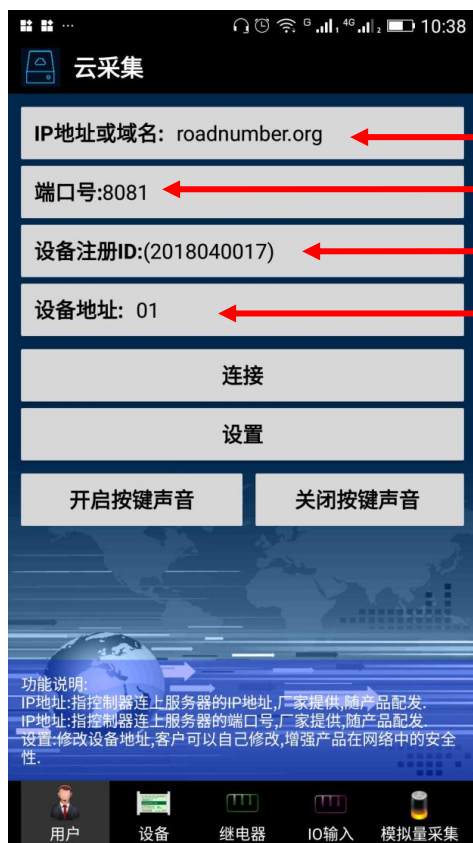 G 1 4G 2 10:38
云采集
IP地址或域名: roadnumber.org
端口号:8081
设备注册ID:(2018040017)
设备地址: 01
连接
设置
开启按键声音 关闭按键声音
功能说明:
IP地址:指控制器连上服务器的IP地址,厂家提供,随产品配发.
IP地址:指控制器连上服务器的端口号,厂家提供,随产品配发.
设置:修改设备地址,客户可以自己修改,增强产品在网络中的安全
性.
用户 设备 继电器 IO输入 模拟量采集